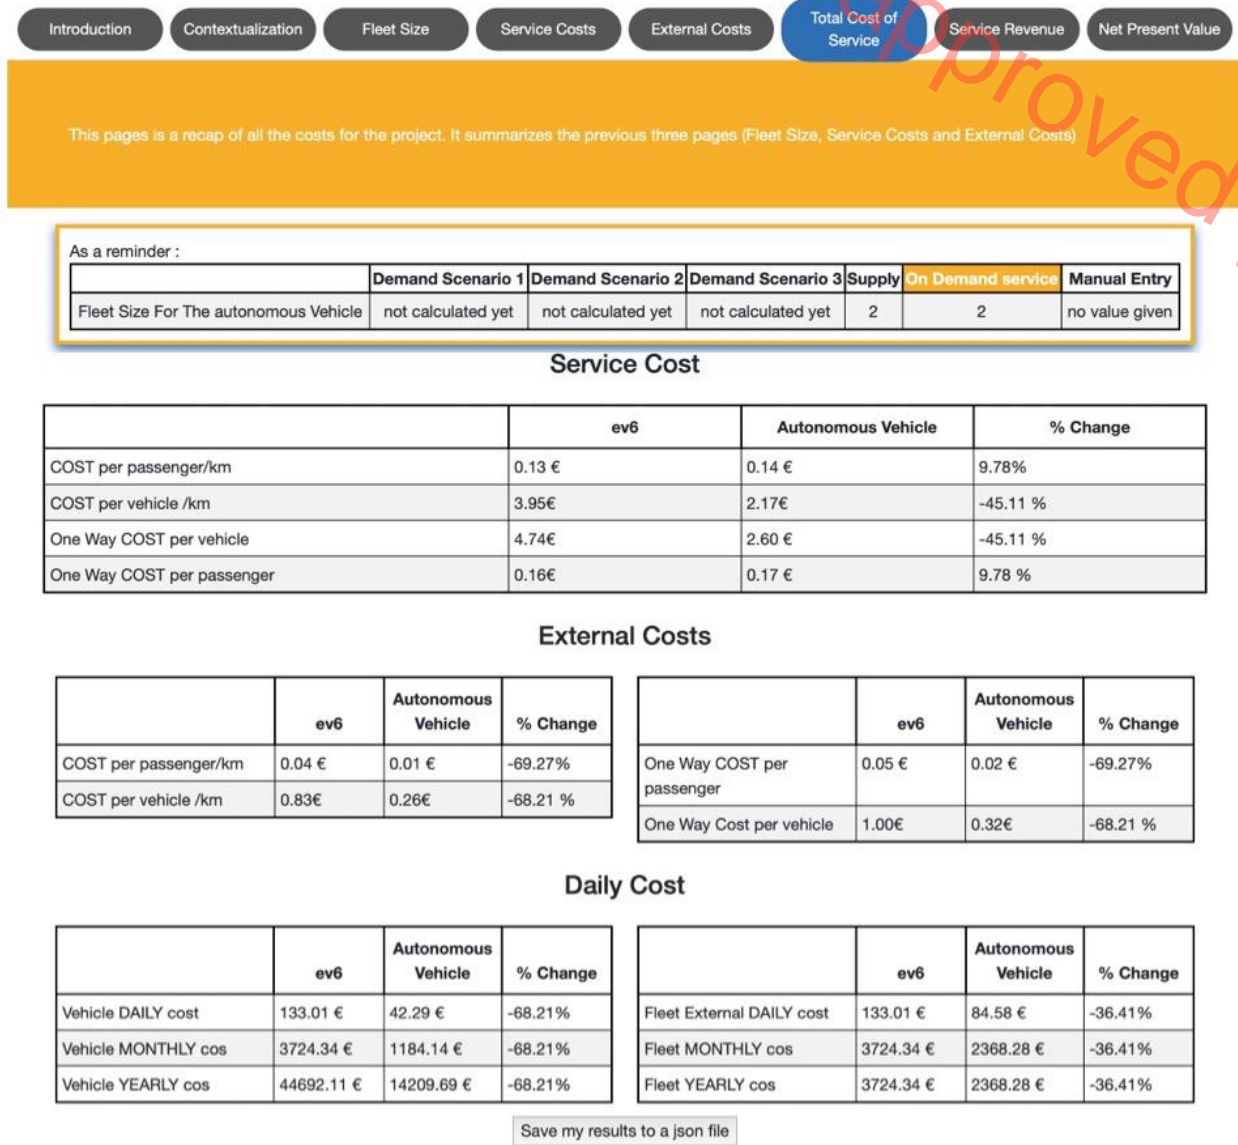 Introduction Contextualization Fleet Size Service Costs External Costs Total Cost of Service Service Revenue Net Present Value
approved
This pages is a recap of all the costs for the project. It summarizes the previous three pages (Fleet SIze, Service Costs and External Costs)
As a reminder :
Demand Scenario 1 Demand Scenario 2 Demand Scenario 3 Supply On Demand service Manual Entry
Fleet Size For The autonomous Vehicle not calculated yet not calculated yet not calculated yet 2 2 no value given
Service Cost
ev6 Autonomous Vehicle % Change
COST per passenger/km 0.13 € 0.14 € 9.78%
COST per vehicle /km 3.95€ 2.17€ -45.11 %
One Way COST per vehicle 4.74€ 2.60 € -45.11 %
One Way COST per passenger 0.16€ 0.17 € 9.78 %
External Costs
ev6 Autonomous Vehicle % Change
COST per passenger/km 0.04 € 0.01 € -69.27%
COST per vehicle /km 0.83€ 0.26€ -68.21 %
ev6 Autonomous Vehicle % Change
One Way COST per passenger 0.05 € 0.02 € -69.27%
One Way Cost per vehicle 1.00€ 0.32€ -68.21 %
Daily Cost
ev6 Autonomous Vehicle % Change
Vehicle DAILY cost 133.01 € 42.29 € -68.21%
Vehicle MONTHLY cos 3724.34 € 1184.14 € -68.21%
Vehicle YEARLY cos 44692.11 € 14209.69 € -68.21%
ev6 Autonomous Vehicle % Change
Fleet External DAILY cost 133.01 € 84.58 € -36.41%
Fleet MONTHLY cos 3724.34 € 2368.28 € -36.41%
Fleet YEARLY cos 3724.34 € 2368.28 € -36.41%
Save my results to a json file